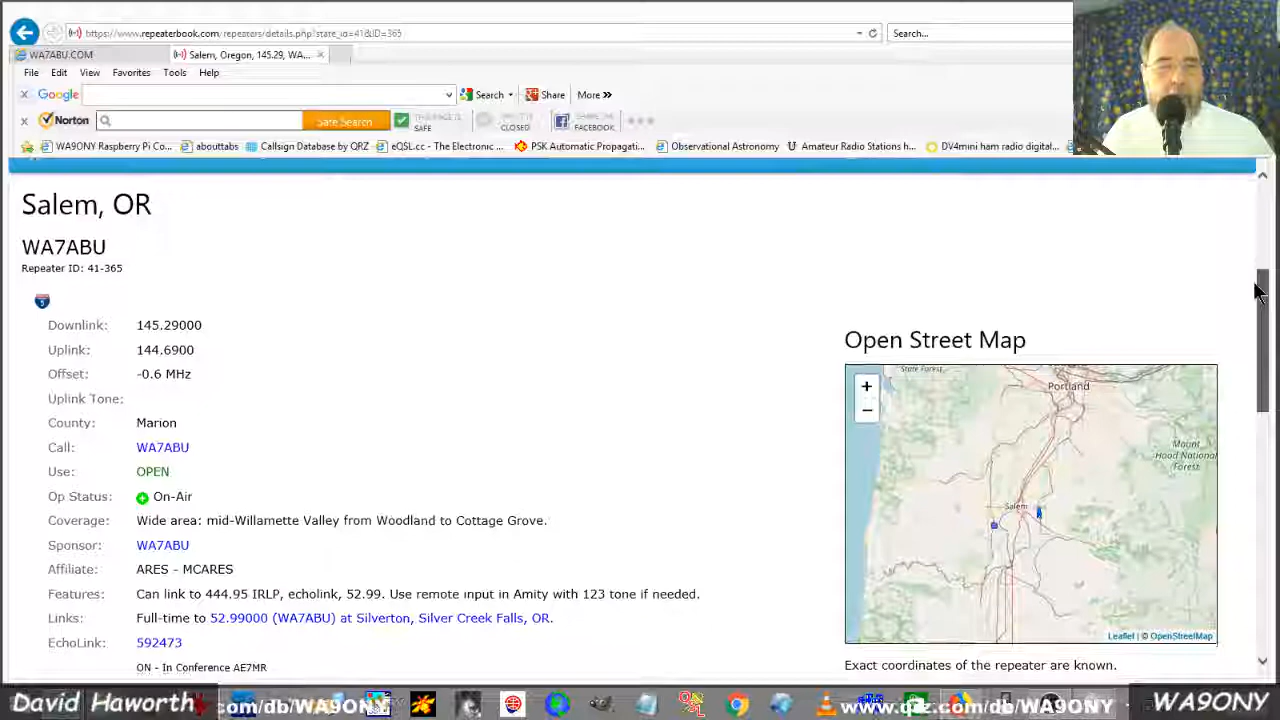 https://www.repeaterbook.com/repeaters/details.php?state_id=41&ID=365
Search...
WA7ABU.COM
Salem, Oregon, 145.29, WA...
File Edit View Favorites Tools Help
Google
Search
Share
More »
Norton
Safe Search
THIS PAGE IS SAFE
CLOSED
SHARE ON FACEBOOK
WA9ONY Raspberry Pi Co...
abouttabs
Callsign Database by QRZ
eQSL.cc - The Electronic ...
PSK Automatic Propagati...
Observational Astronomy
Amateur Radio Stations h...
DV4mini ham radio digital...
Salem, OR
WA7ABU
Repeater ID: 41-365
5
Downlink: 145.29000
Uplink: 144.6900
Offset: -0.6 MHz
Uplink Tone:
County: Marion
Call: WA7ABU
Use: OPEN
Op Status: On-Air
Coverage: Wide area: mid-Willamette Valley from Woodland to Cottage Grove.
Sponsor: WA7ABU
Affiliate: ARES - MCARES
Features: Can link to 444.95 IRLP, echolink, 52.99. Use remote input in Amity with 123 tone if needed.
Links: Full-time to 52.99000 (WA7ABU) at Silverton, Silver Creek Falls, OR.
EchoLink: 592473
ON - In Conference AE7MR
Open Street Map
+
−
State Forest
Portland
Mount
Hood National
Forest
Salem
Leaflet | © OpenStreetMap
Exact coordinates of the repeater are known.
David Haworth
com/db/WA9ONY
www.qrz.com/db/WA9ONY
WA9ONY